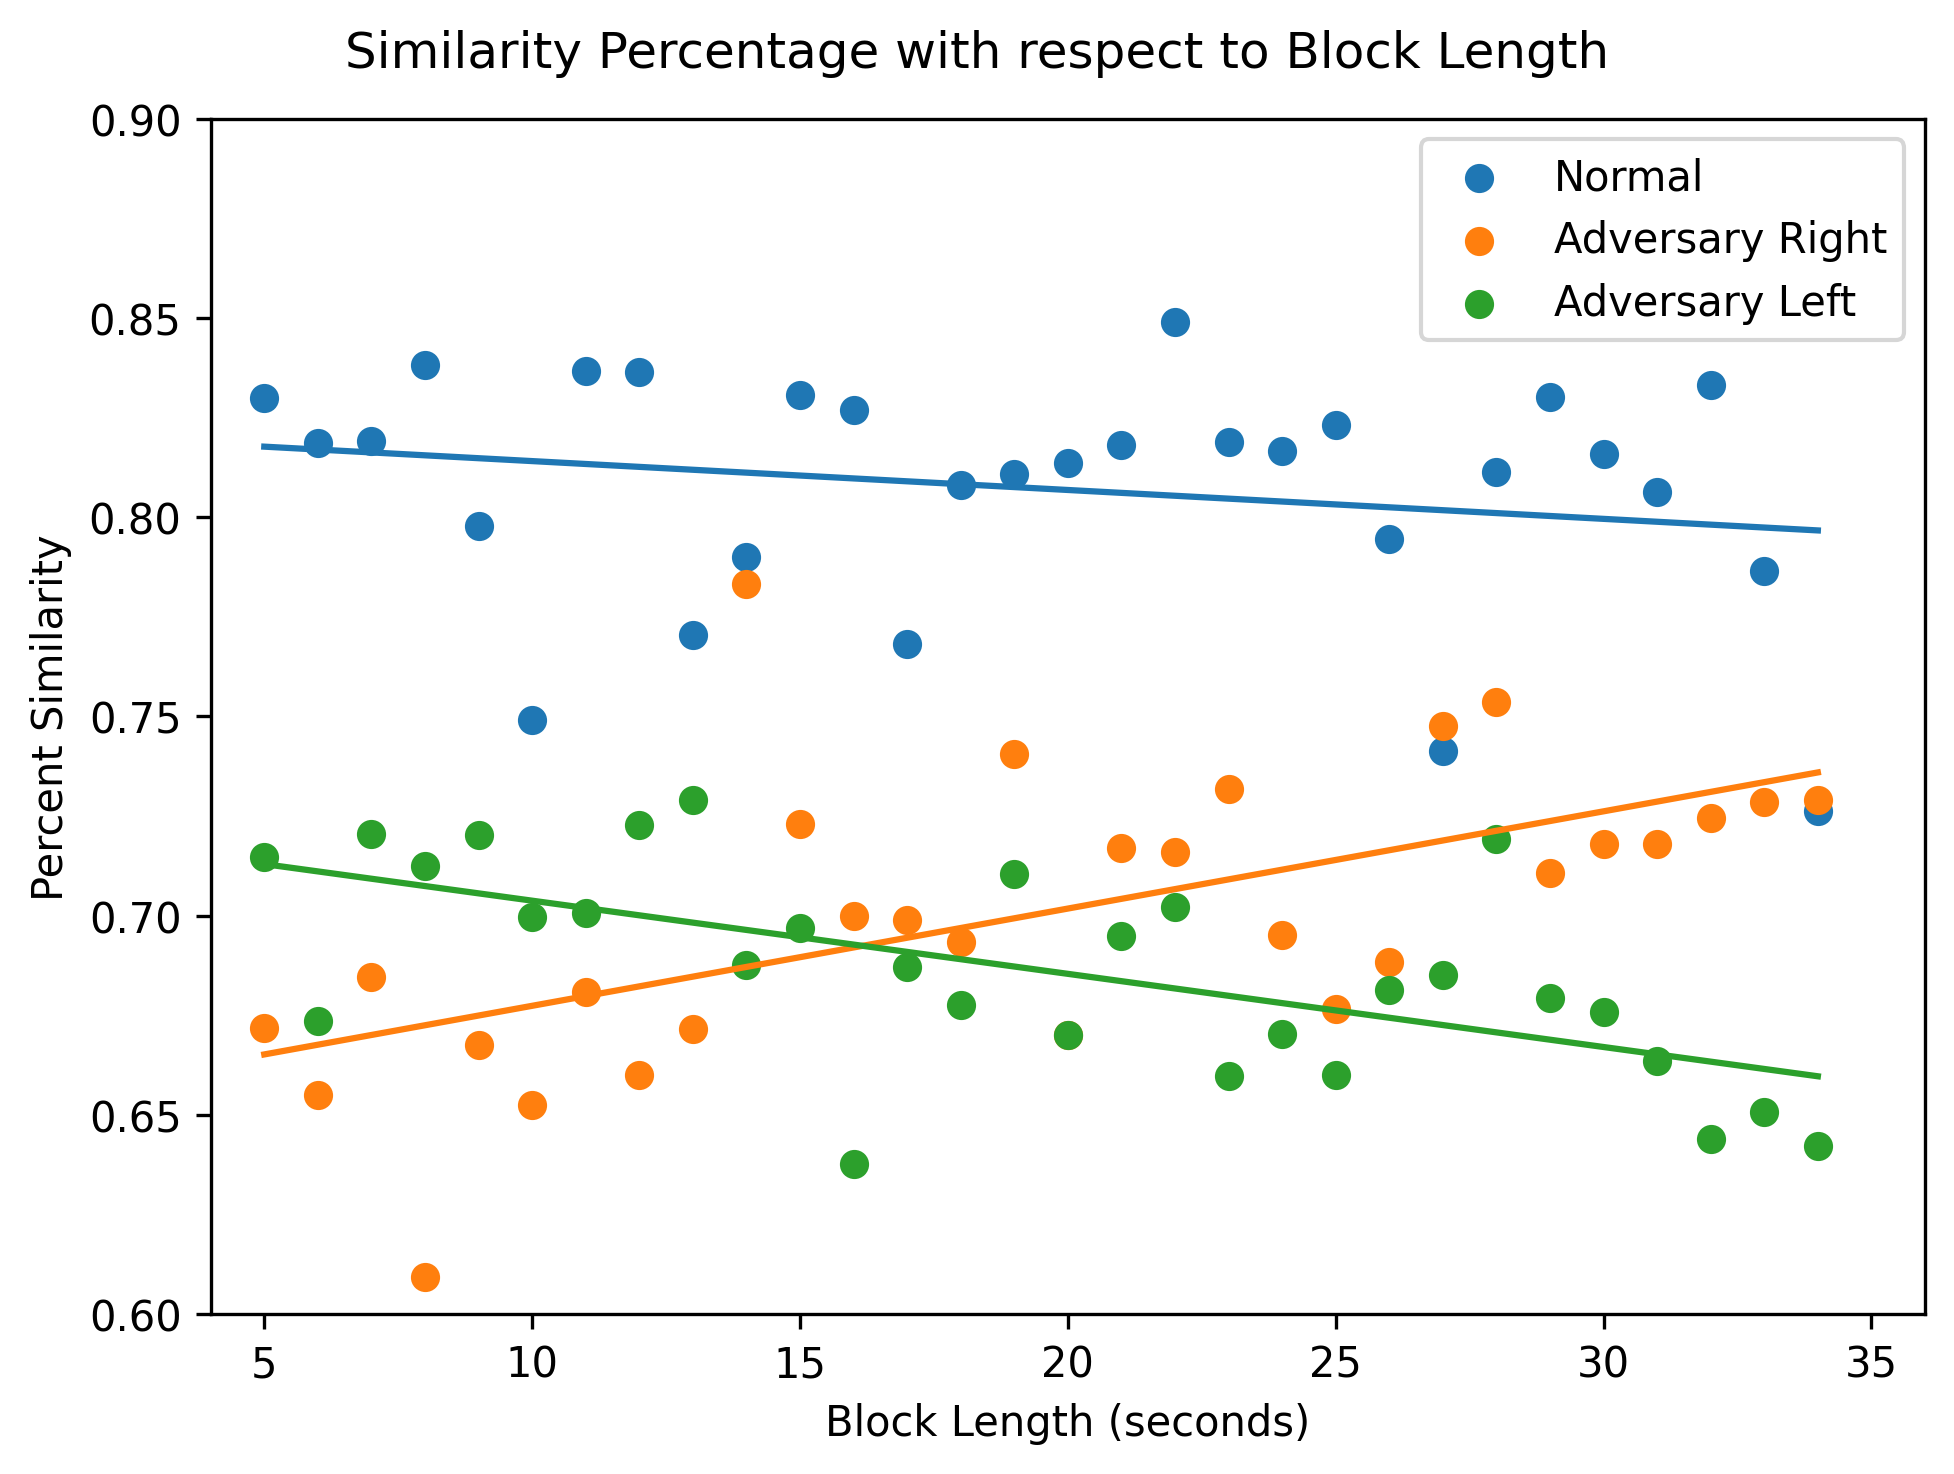 Similarity Percentage with respect to Block Length
0.90
0.85
0.80
0.75
0.70
0.65
0.60
Percent Similarity
Normal
Adversary Right
Adversary Left
5 10 15 20 25 30 35
Block Length (seconds)